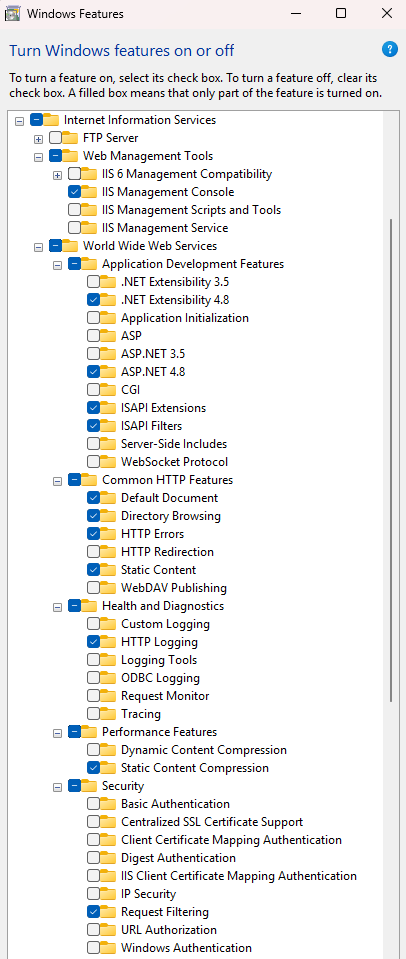 Windows Features
Turn Windows features on or off
?
To turn a feature on, select its check box. To turn a feature off, clear its
check box. A filled box means that only part of the feature is turned on.
Internet Information Services
FTP Server
Web Management Tools
IIS 6 Management Compatibility
IIS Management Console
IIS Management Scripts and Tools
IIS Management Service
World Wide Web Services
Application Development Features
.NET Extensibility 3.5
.NET Extensibility 4.8
Application Initialization
ASP
ASP.NET 3.5
ASP.NET 4.8
CGI
ISAPI Extensions
ISAPI Filters
Server-Side Includes
WebSocket Protocol
Common HTTP Features
Default Document
Directory Browsing
HTTP Errors
HTTP Redirection
Static Content
WebDAV Publishing
Health and Diagnostics
Custom Logging
HTTP Logging
Logging Tools
ODBC Logging
Request Monitor
Tracing
Performance Features
Dynamic Content Compression
Static Content Compression
Security
Basic Authentication
Centralized SSL Certificate Support
Client Certificate Mapping Authentication
Digest Authentication
IIS Client Certificate Mapping Authentication
IP Security
Request Filtering
URL Authorization
Windows Authentication